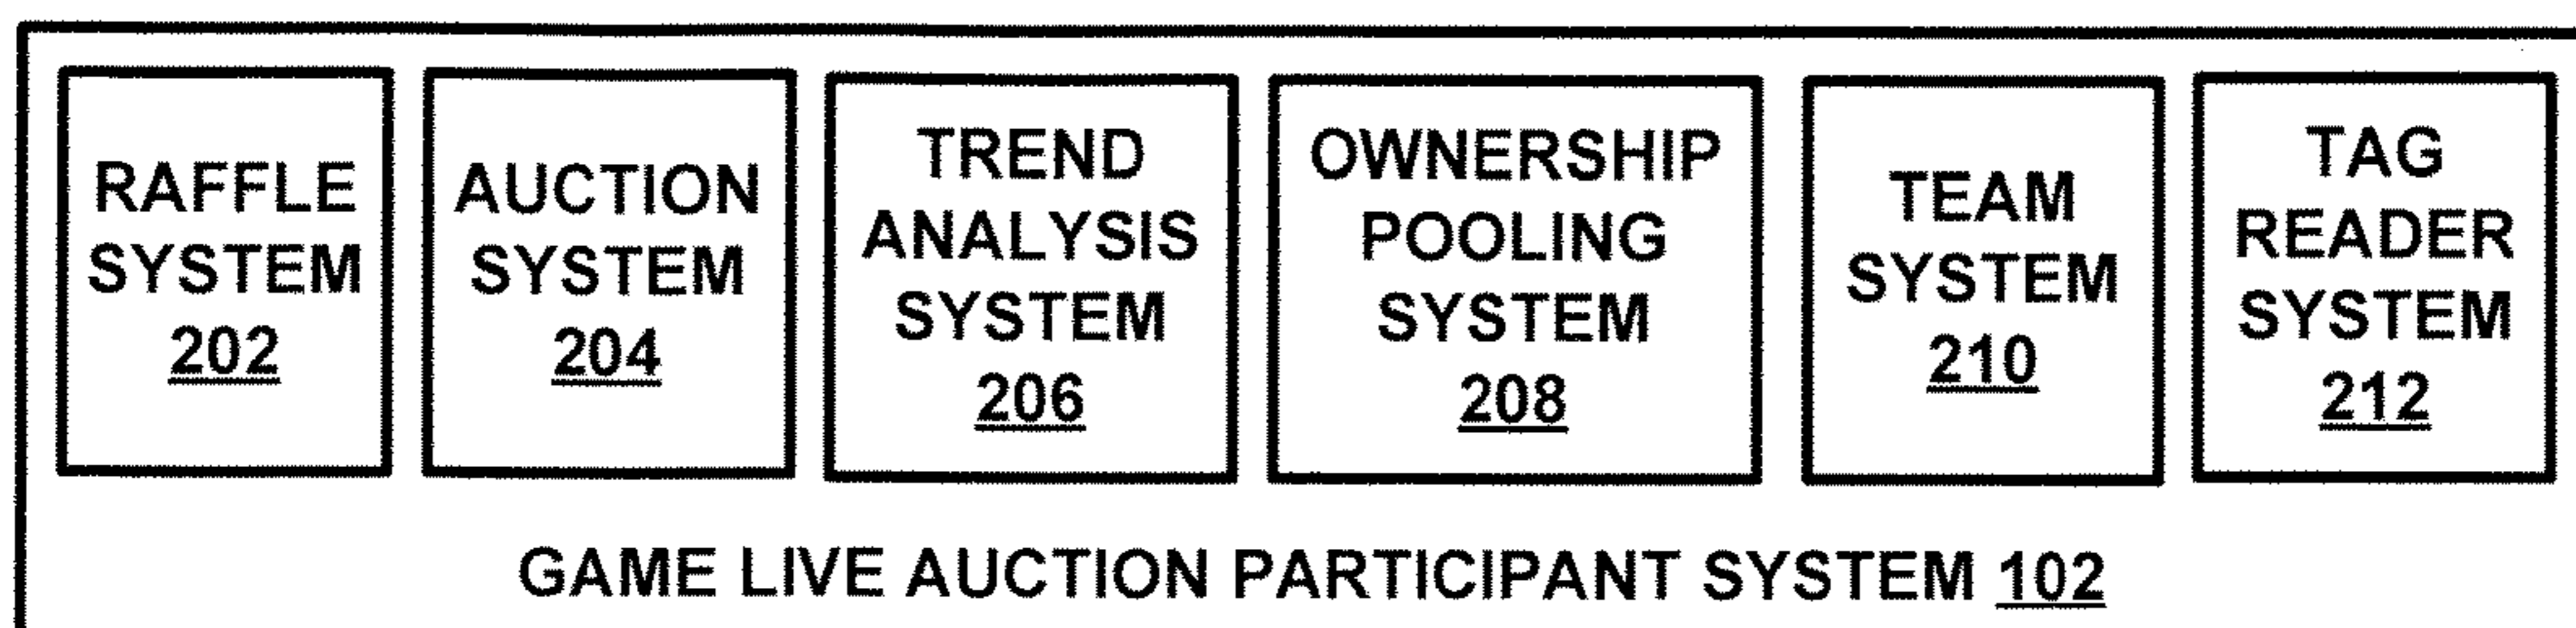 RAFFLE
SYSTEM
202
AUCTION
SYSTEM
204
TREND
ANALYSIS
SYSTEM
206
OWNERSHIP
POOLING
SYSTEM
208
TEAM
SYSTEM
210
TAG
READER
SYSTEM
212
GAME LIVE AUCTION PARTICIPANT SYSTEM 102